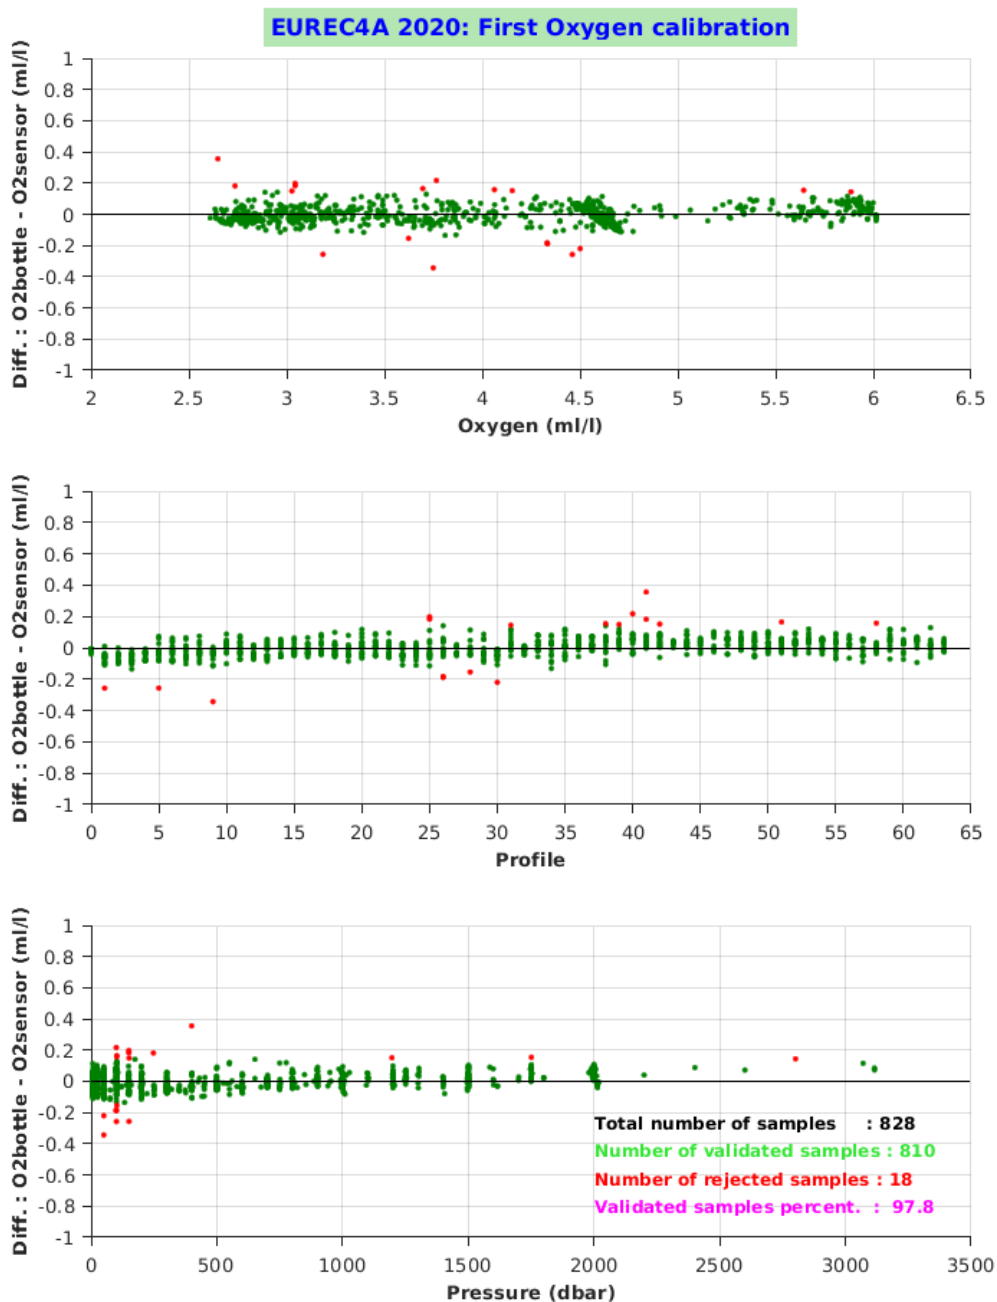 EUREC4A 2020: First Oxygen calibration
Diff. : O2bottle - O2sensor (ml/l)
1
0.8
0.6
0.4
0.2
0
-0.2
-0.4
-0.6
-0.8
-1
2 2.5 3 3.5 4 4.5 5 5.5 6 6.5
Oxygen (ml/l)
Diff. : O2bottle - O2sensor (ml/l)
1
0.8
0.6
0.4
0.2
0
-0.2
-0.4
-0.6
-0.8
-1
0 5 10 15 20 25 30 35 40 45 50 55 60 65
Profile
Diff. : O2bottle - O2sensor (ml/l)
1
0.8
0.6
0.4
0.2
0
-0.2
-0.4
-0.6
-0.8
-1
Total number of samples : 828
Number of validated samples : 810
Number of rejected samples : 18
Validated samples percent. : 97.8
0 500 1000 1500 2000 2500 3000 3500
Pressure (dbar)